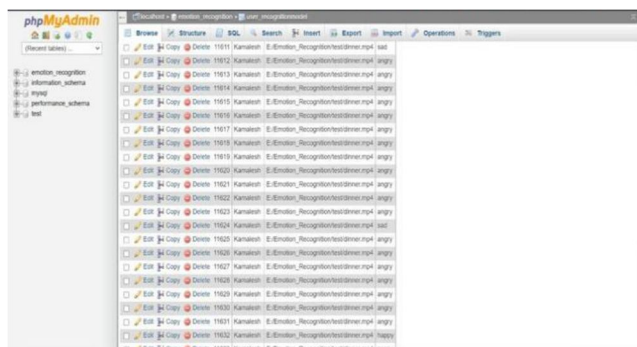 phpMyAdmin
(Recent tables) ...
emotion_recognition
information_schema
mysql
performance_schema
test
localhost » emotion_recognition » user_recognitionmodel
Browse Structure SQL Search Insert Export Import Operations Triggers
Edit Copy Delete 11611 Kamalesh E:/Emotion_Recognition/test/dinner.mp4 sad
Edit Copy Delete 11612 Kamalesh E:/Emotion_Recognition/test/dinner.mp4 angry
Edit Copy Delete 11613 Kamalesh E:/Emotion_Recognition/test/dinner.mp4 angry
Edit Copy Delete 11614 Kamalesh E:/Emotion_Recognition/test/dinner.mp4 angry
Edit Copy Delete 11615 Kamalesh E:/Emotion_Recognition/test/dinner.mp4 angry
Edit Copy Delete 11616 Kamalesh E:/Emotion_Recognition/test/dinner.mp4 angry
Edit Copy Delete 11617 Kamalesh E:/Emotion_Recognition/test/dinner.mp4 angry
Edit Copy Delete 11618 Kamalesh E:/Emotion_Recognition/test/dinner.mp4 angry
Edit Copy Delete 11619 Kamalesh E:/Emotion_Recognition/test/dinner.mp4 angry
Edit Copy Delete 11620 Kamalesh E:/Emotion_Recognition/test/dinner.mp4 angry
Edit Copy Delete 11621 Kamalesh E:/Emotion_Recognition/test/dinner.mp4 angry
Edit Copy Delete 11622 Kamalesh E:/Emotion_Recognition/test/dinner.mp4 angry
Edit Copy Delete 11623 Kamalesh E:/Emotion_Recognition/test/dinner.mp4 angry
Edit Copy Delete 11624 Kamalesh E:/Emotion_Recognition/test/dinner.mp4 sad
Edit Copy Delete 11625 Kamalesh E:/Emotion_Recognition/test/dinner.mp4 angry
Edit Copy Delete 11626 Kamalesh E:/Emotion_Recognition/test/dinner.mp4 angry
Edit Copy Delete 11627 Kamalesh E:/Emotion_Recognition/test/dinner.mp4 angry
Edit Copy Delete 11628 Kamalesh E:/Emotion_Recognition/test/dinner.mp4 angry
Edit Copy Delete 11629 Kamalesh E:/Emotion_Recognition/test/dinner.mp4 angry
Edit Copy Delete 11630 Kamalesh E:/Emotion_Recognition/test/dinner.mp4 angry
Edit Copy Delete 11631 Kamalesh E:/Emotion_Recognition/test/dinner.mp4 angry
Edit Copy Delete 11632 Kamalesh E:/Emotion_Recognition/test/dinner.mp4 happy